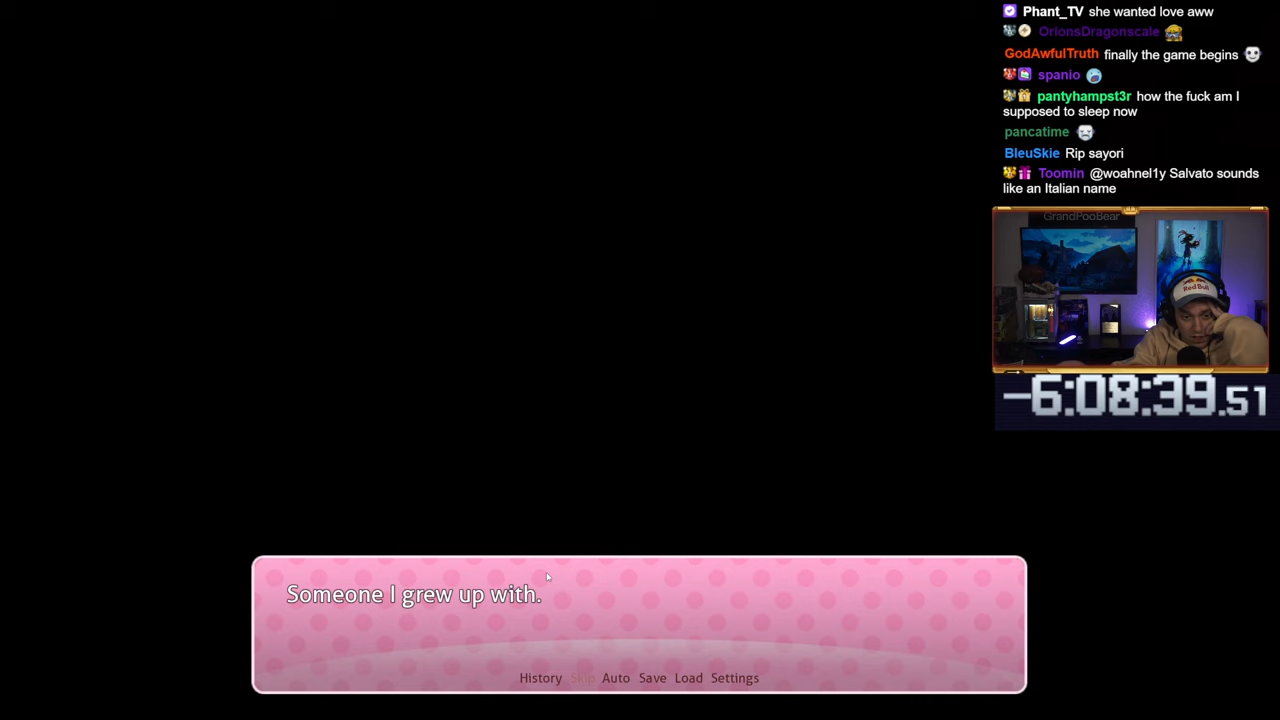 Phant_TV she wanted love aww
OrionsDragonscale
GodAwfulTruth finally the game begins
spanio
pantyhampst3r how the fuck am I
supposed to sleep now
pancatime
BleuSkie Rip sayori
Toomin @woahnel1y Salvato sounds
like an Italian name
GrandPooBear
Red Bull
-6:08:39.51
Someone I grew up with.
History Skip Auto Save Load Settings